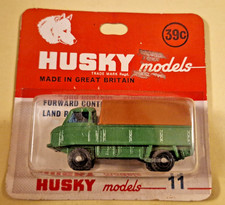 39c
HUSKY models
TRADE MARK Regd.
MADE IN GREAT BRITAIN
FORWARD CONT
LAND R
HUSKY models 11